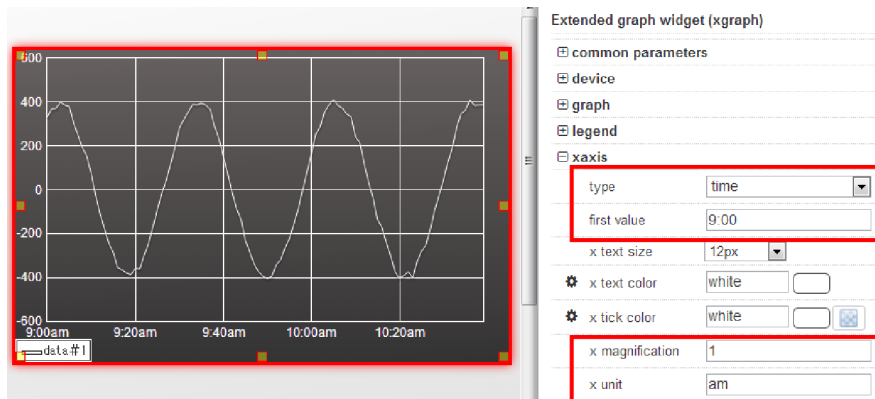 Extended graph widget (xgraph)
common parameters
device
graph
legend
xaxis
type time
first value 9:00
x text size 12px
x text color white
x tick color white
x magnification 1
x unit am
600
400
200
0
-200
-400
-600
9:00am 9:20am 9:40am 10:00am 10:20am
data#1